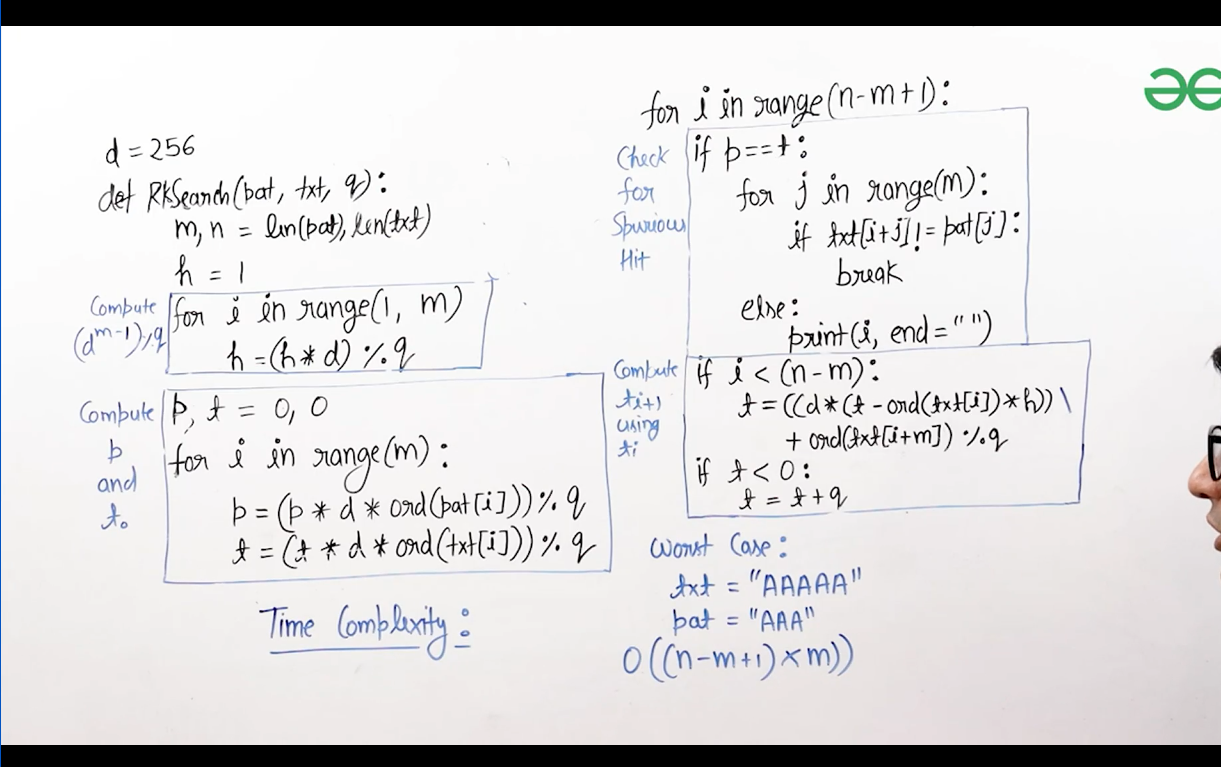 d = 256
def RKSearch(pat, txt, q):
m, n = len(pat), len(txt)
h = 1
Compute
(d^m-1)%q
for i in range(1, m)
h = (h * d) % q
Compute
p
and
t₀
p, t = 0, 0
for i in range(m):
p = (p * d * ord(pat[i])) % q
t = (t * d * ord(txt[i])) % q
Time Complexity:
for i in range(n-m+1):
Check
for
Spurious
Hit
if p==t:
for j in range(m):
if txt[i+j] != pat[j]:
break
else:
print(i, end=" ")
Compute
ti+1
using
ti
if i < (n-m):
t = ((d*(t - ord(txt[i])*h)) \
+ ord(txt[i+m]) % q
if t < 0:
t = t + q
Worst Case:
txt = "AAAAA"
pat = "AAA"
O((n-m+1) × m))